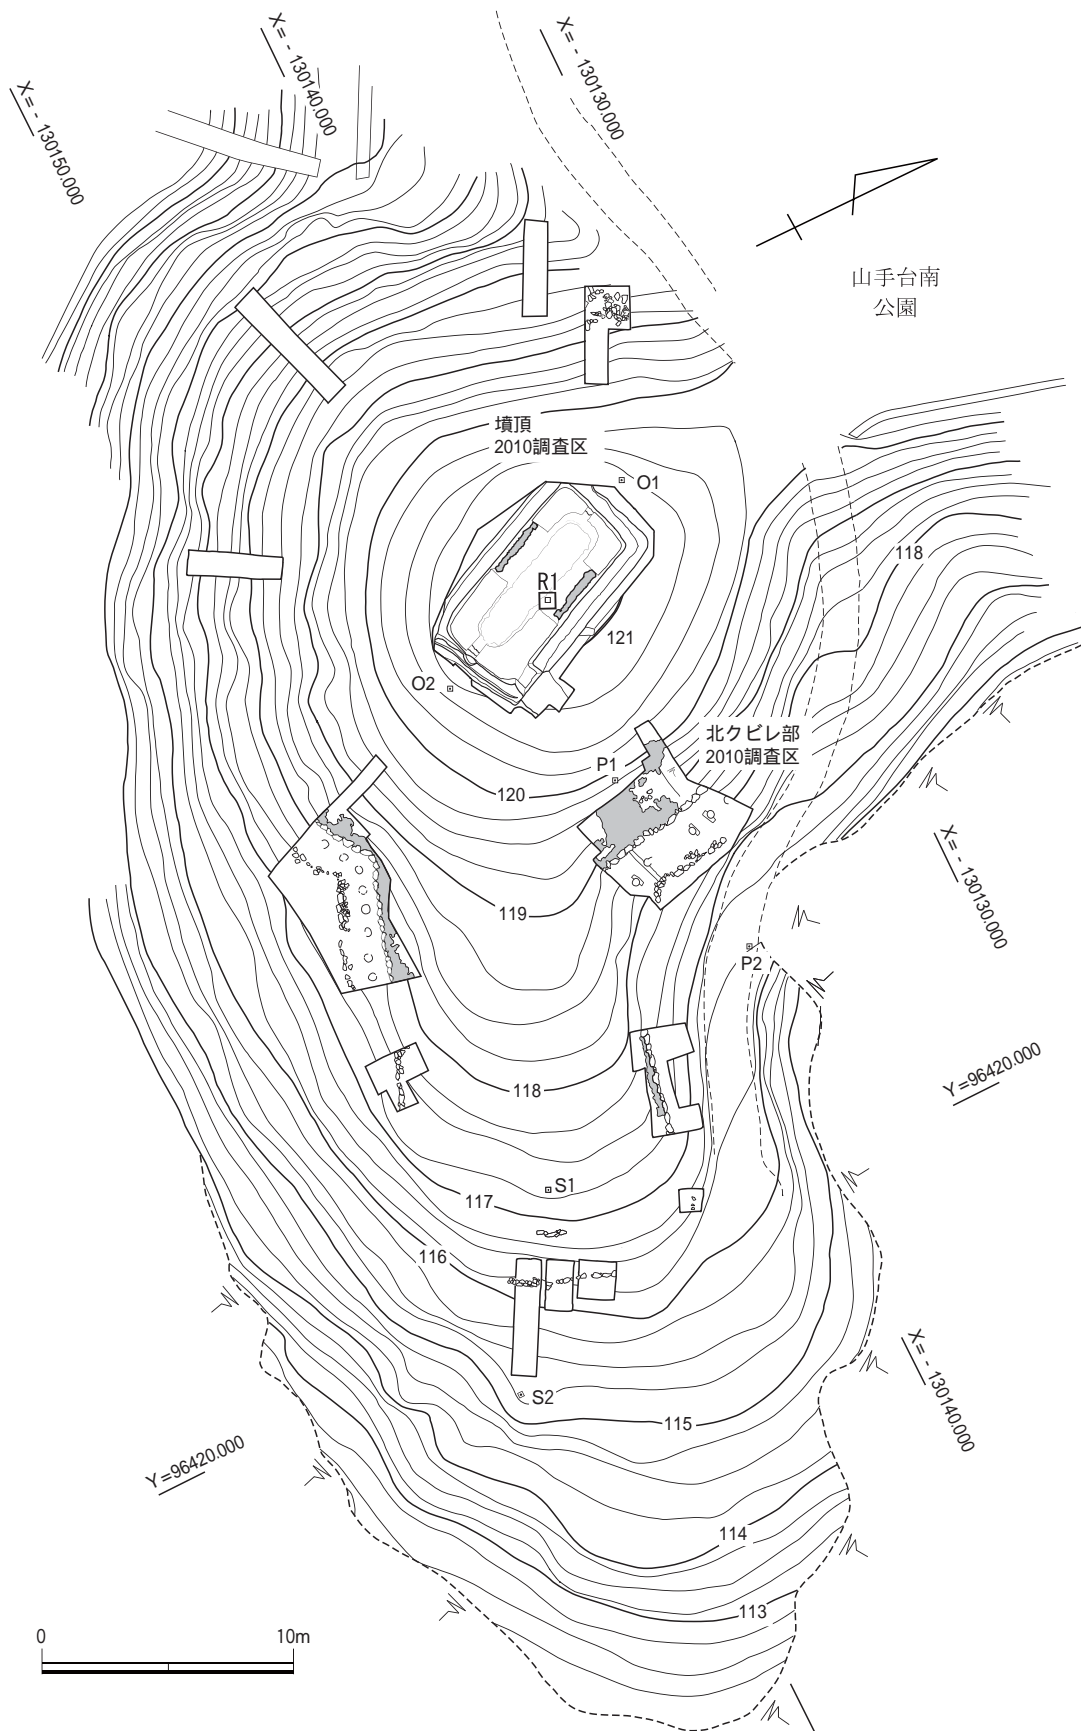 X = - 130150.000
X = - 130140.000
X = - 130130.000
山手台南
公園
墳頂
2010調査区
O1
R1
118
121
O2
北クビレ部
2010調査区
P1
120
X = - 130130.000
119
P2
Y =96420.000
118
S1
117
116
X = - 130140.000
S2
115
Y =96420.000
114
113
0
10m